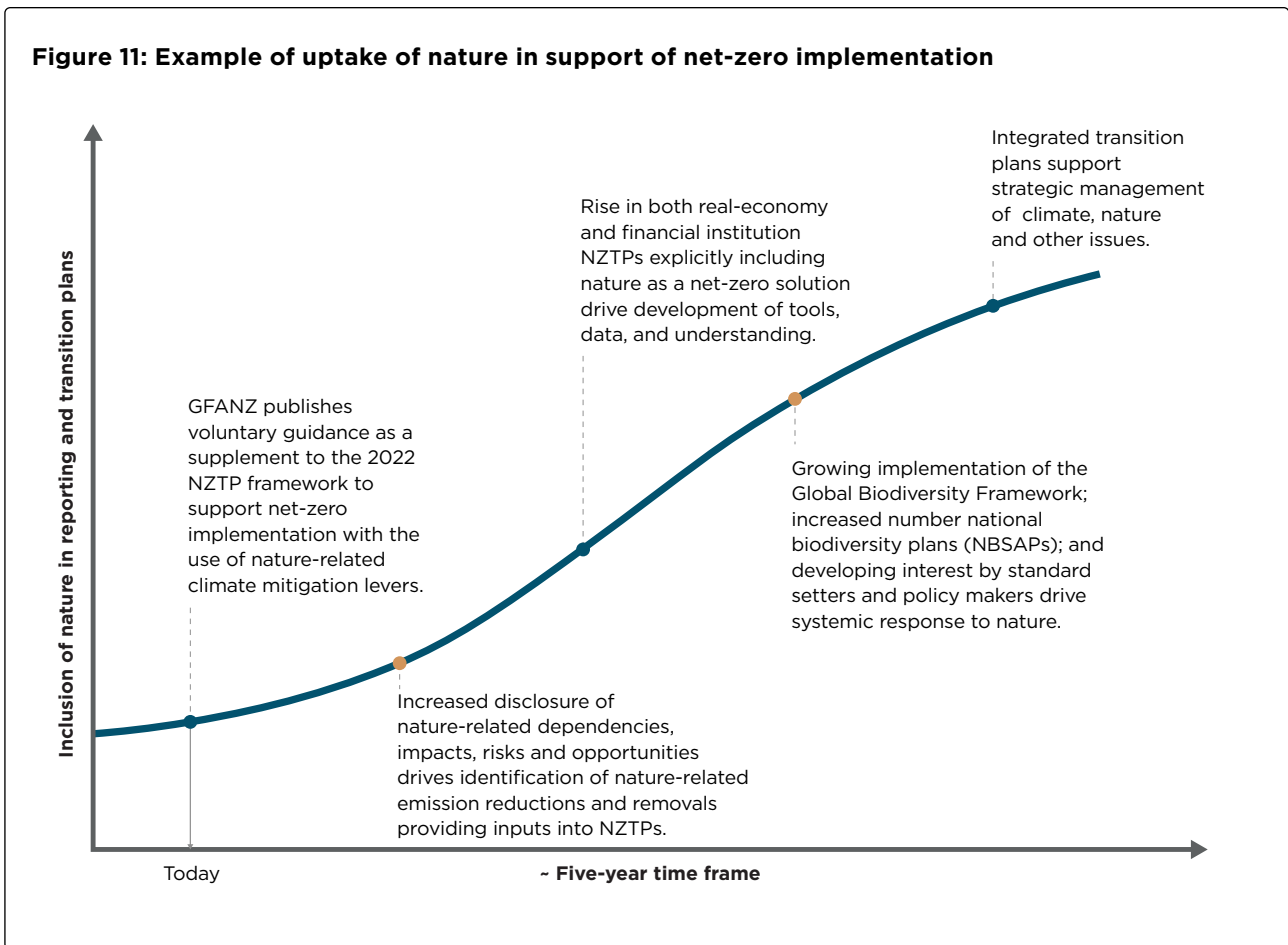 Figure 11: Example of uptake of nature in support of net-zero implementation
Inclusion of nature in reporting and transition plans
GFANZ publishes
voluntary guidance as a
supplement to the 2022
NZTP framework to
support net-zero
implementation with the
use of nature-related
climate mitigation levers.
Increased disclosure of
nature-related dependencies,
impacts, risks and opportunities
drives identification of nature-related
emission reductions and removals
providing inputs into NZTPs.
Rise in both real-economy
and financial institution
NZTPs explicitly including
nature as a net-zero solution
drive development of tools,
data, and understanding.
Growing implementation of the
Global Biodiversity Framework;
increased number national
biodiversity plans (NBSAPs); and
developing interest by standard
setters and policy makers drive
systemic response to nature.
Integrated transition
plans support
strategic management
of climate, nature
and other issues.
Today
~ Five-year time frame